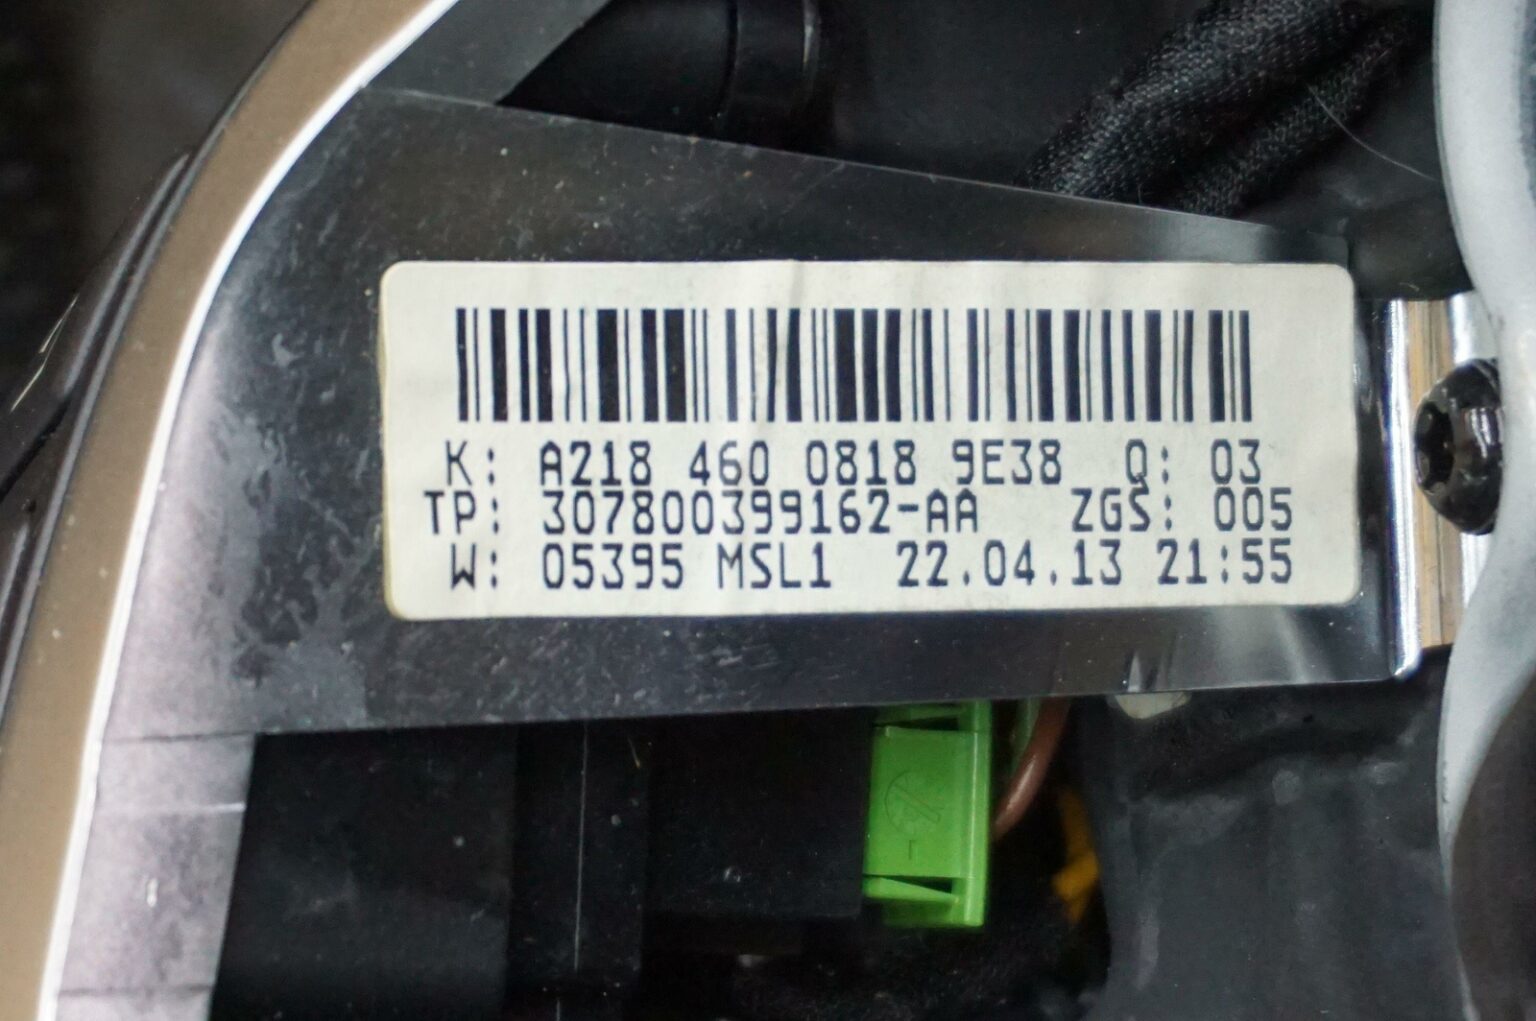 K: A218 460 0818 9E38 Q: 03
TP: 307800399162-AA ZGS: 005
W: 05395 MSL1 22.04.13 21:55